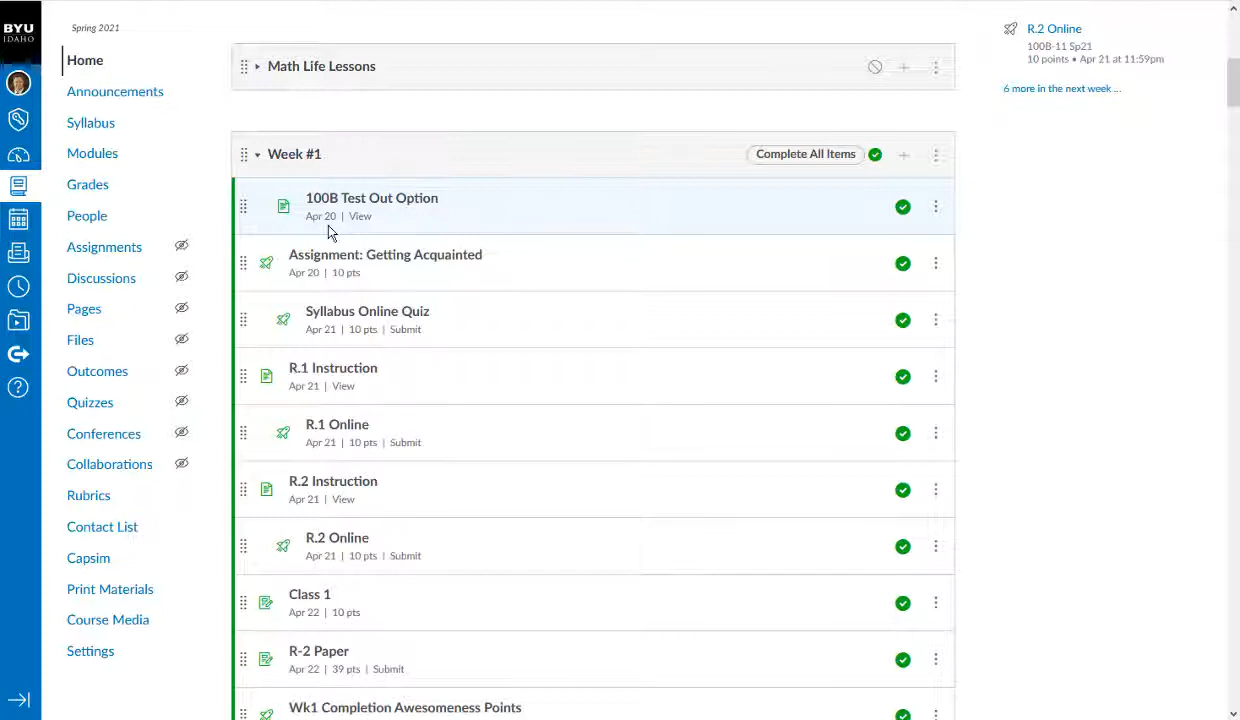 BYU
IDAHO
Spring 2021
Home
Announcements
Syllabus
Modules
Grades
People
Assignments
Discussions
Pages
Files
Outcomes
Quizzes
Conferences
Collaborations
Rubrics
Contact List
Capsim
Print Materials
Course Media
Settings
Math Life Lessons
Week #1
Complete All Items
100B Test Out Option
Apr 20 | View
Assignment: Getting Acquainted
Apr 20 | 10 pts
Syllabus Online Quiz
Apr 21 | 10 pts | Submit
R.1 Instruction
Apr 21 | View
R.1 Online
Apr 21 | 10 pts | Submit
R.2 Instruction
Apr 21 | View
R.2 Online
Apr 21 | 10 pts | Submit
Class 1
Apr 22 | 10 pts
R-2 Paper
Apr 22 | 39 pts | Submit
Wk1 Completion Awesomeness Points
R.2 Online
100B-11 Sp21
10 points • Apr 21 at 11:59pm
6 more in the next week ...